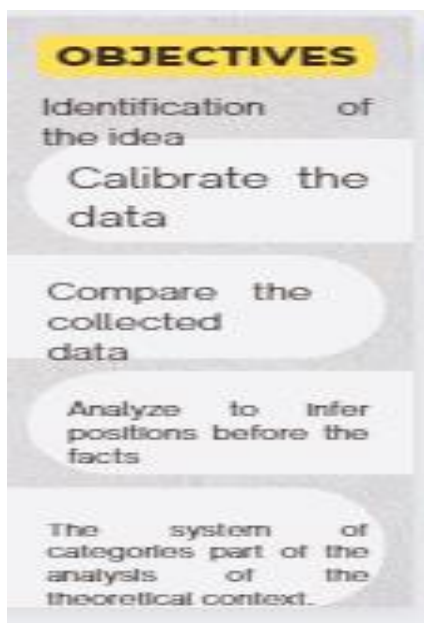 OBJECTIVES
Identification of
the idea
Calibrate the
data
Compare the
collected
data
Analyze to infer
positions before the
facts
The system of
categories part of the
analysis of the
theoretical context.